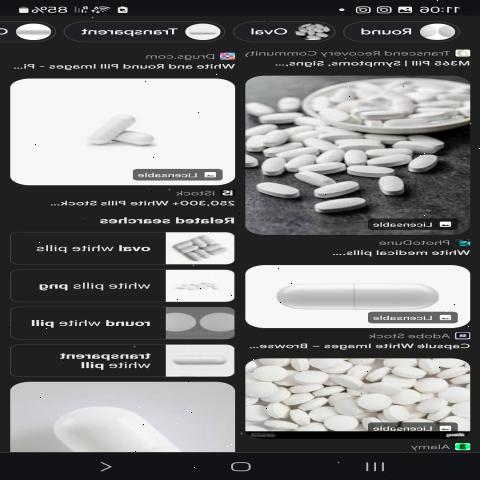 11:06
85%
Round
Oval
Transparent
Transcend Recovery Community
M365 Pill | Symptoms, Signs,...
Drugs.com
White and Round Pill Images - Pi...
Licensable
PhotoDune
White medical pills....
Licensable
iStock
250,300+ White Pills Stock...
Related searches
oval white pills
white pills png
round white pill
transparent
white pill
Licensable
Adobe Stock
Capsule White Images – Browse...
Licensable
Alamy